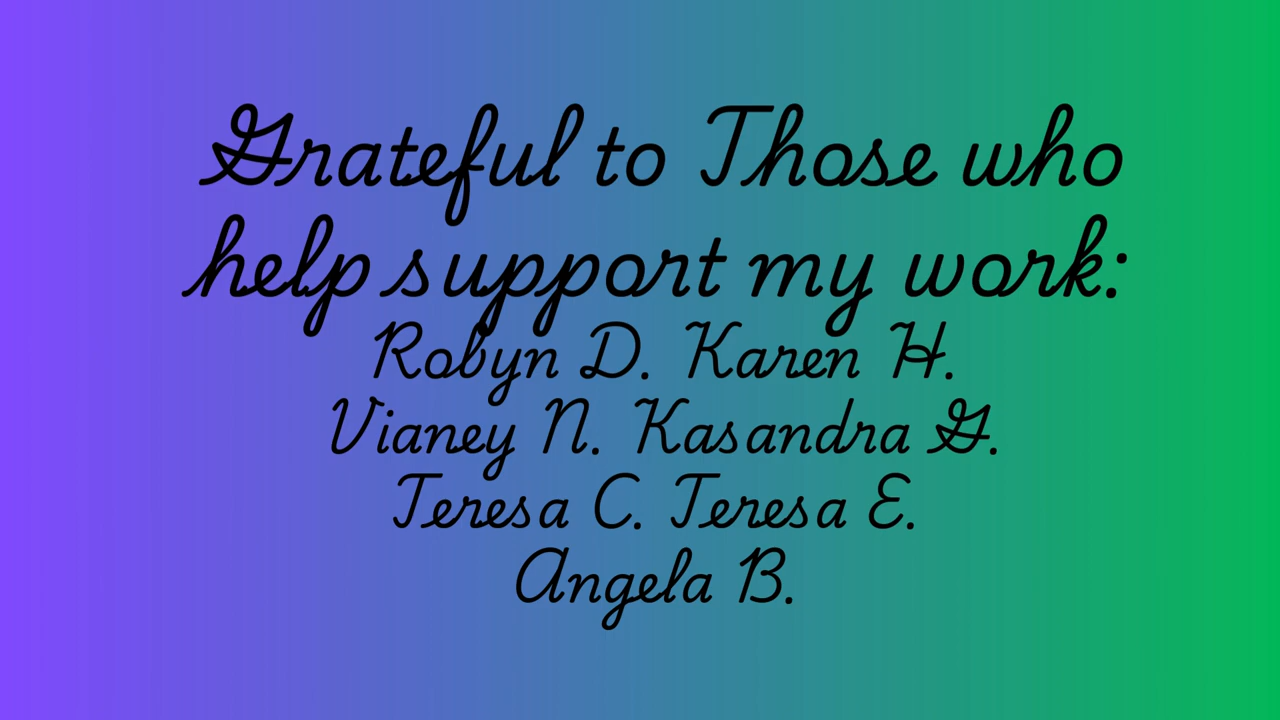 Grateful to Those who
help support my work:
Robyn D. Karen H.
Vianey N. Kasandra G.
Teresa C. Teresa E.
Angela B.